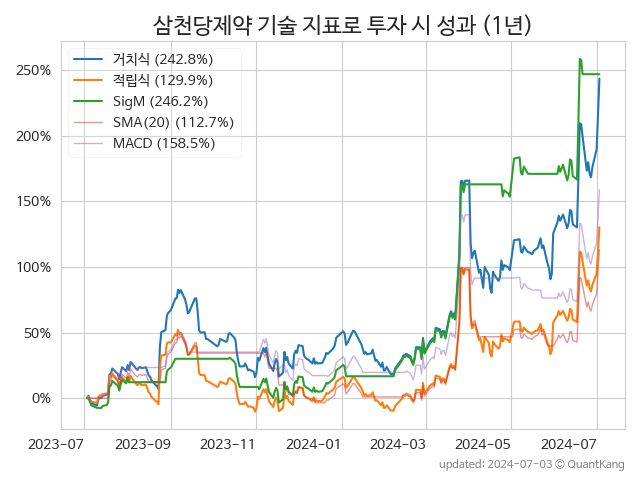 삼천당제약 기술 지표로 투자 시 성과 (1년)
거치식 (242.8%)
적립식 (129.9%)
SigM (246.2%)
SMA(20) (112.7%)
MACD (158.5%)
250%
200%
150%
100%
50%
0%
2023-07 2023-09 2023-11 2024-01 2024-03 2024-05 2024-07
updated: 2024-07-03 © QuantKang